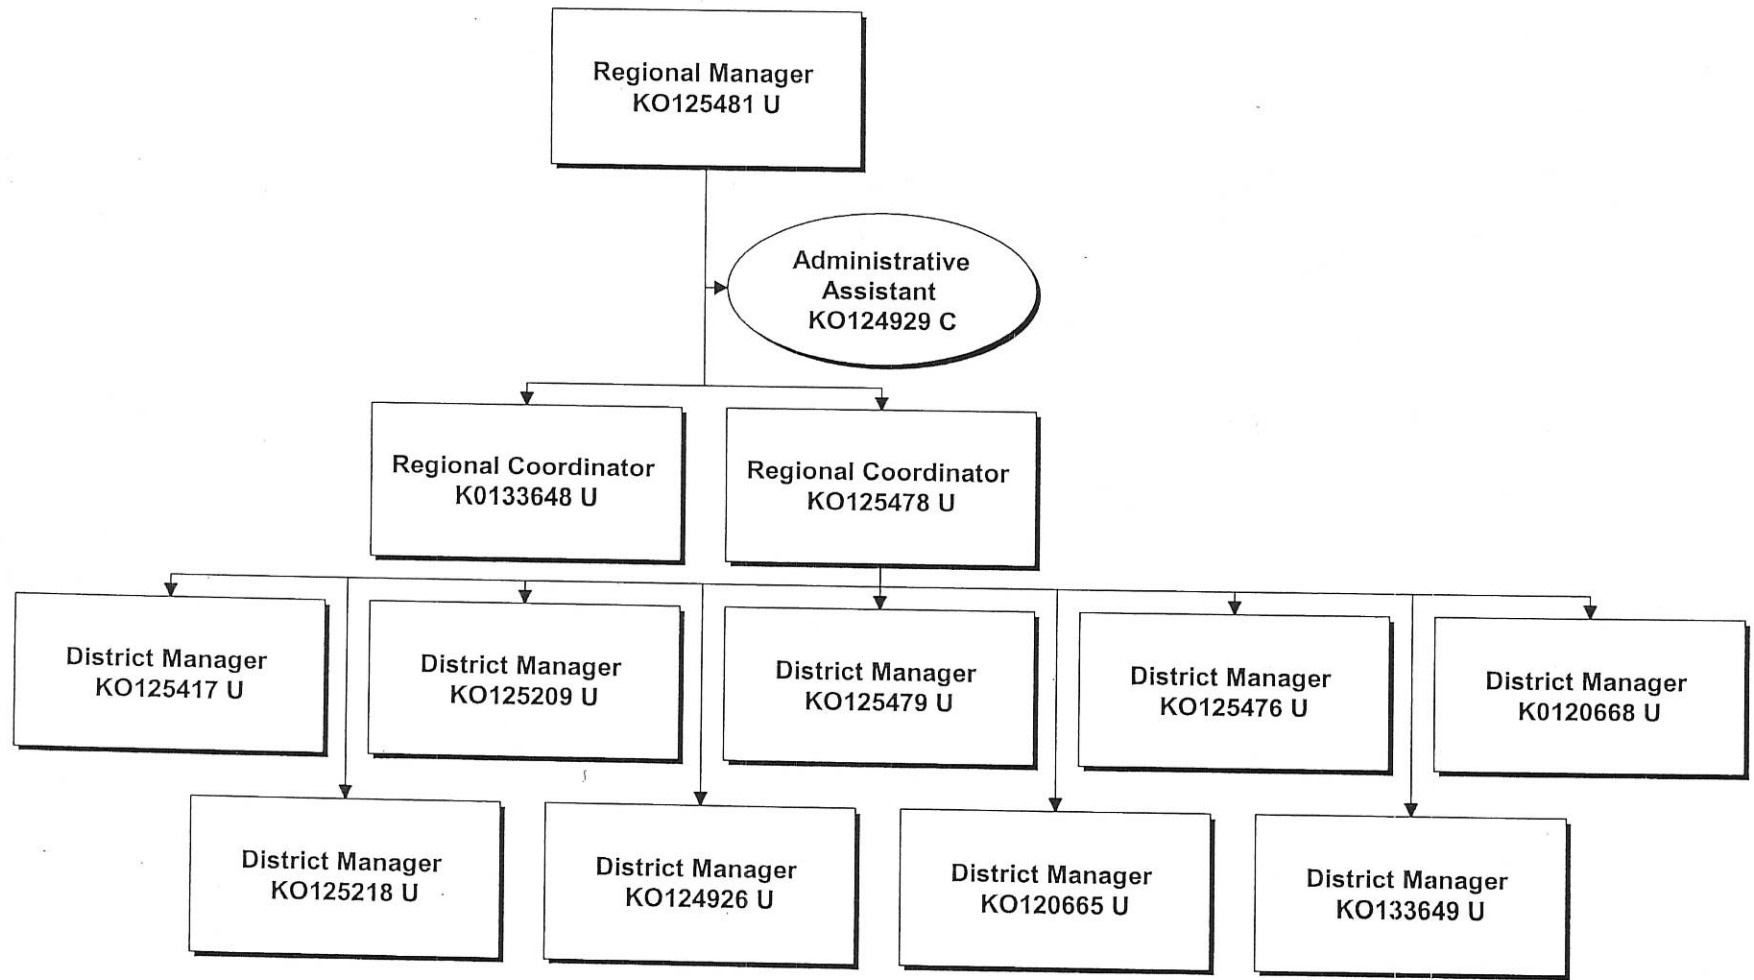 Regional Manager
KO125481 U
Administrative
Assistant
KO124929 C
Regional Coordinator
K0133648 U
Regional Coordinator
KO125478 U
District Manager
KO125417 U
District Manager
KO125209 U
District Manager
KO125479 U
District Manager
KO125476 U
District Manager
K0120668 U
District Manager
KO125218 U
District Manager
KO124926 U
District Manager
KO120665 U
District Manager
KO133649 U